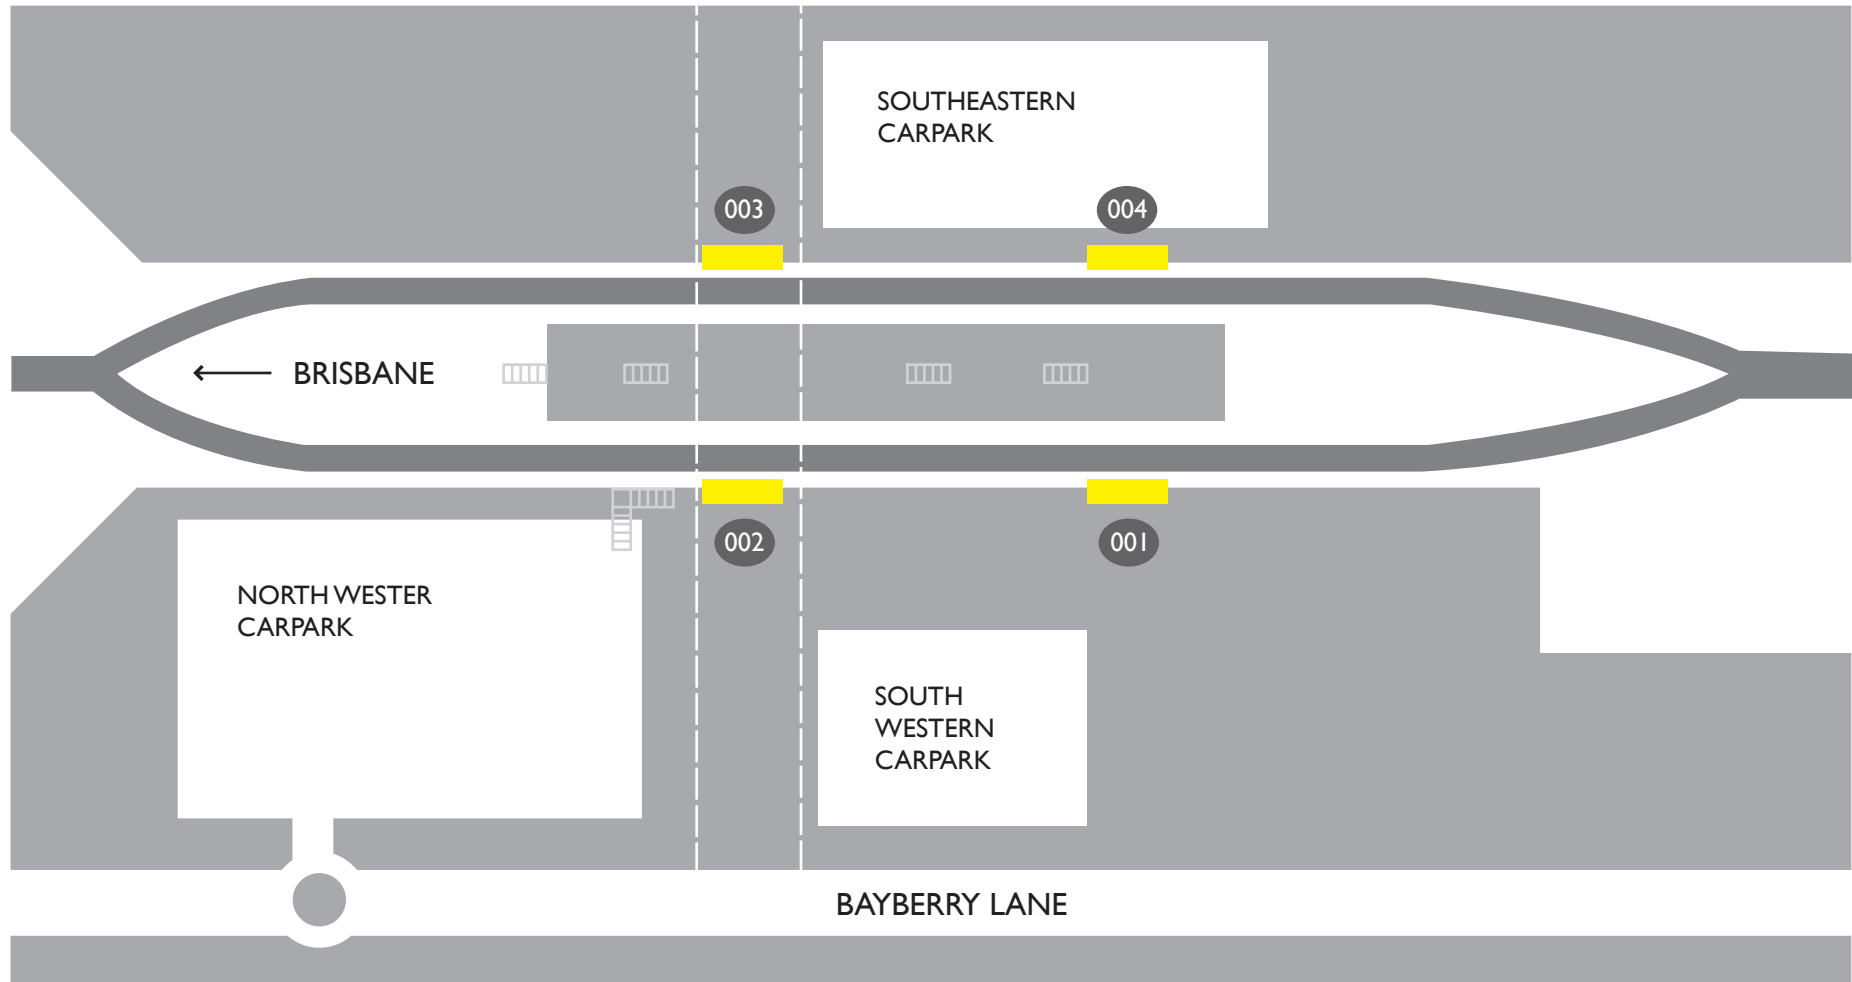 SOUTHEASTERN
CARPARK
003
004
BRISBANE
002
001
NORTH WESTER
CARPARK
SOUTH
WESTERN
CARPARK
BAYBERRY LANE